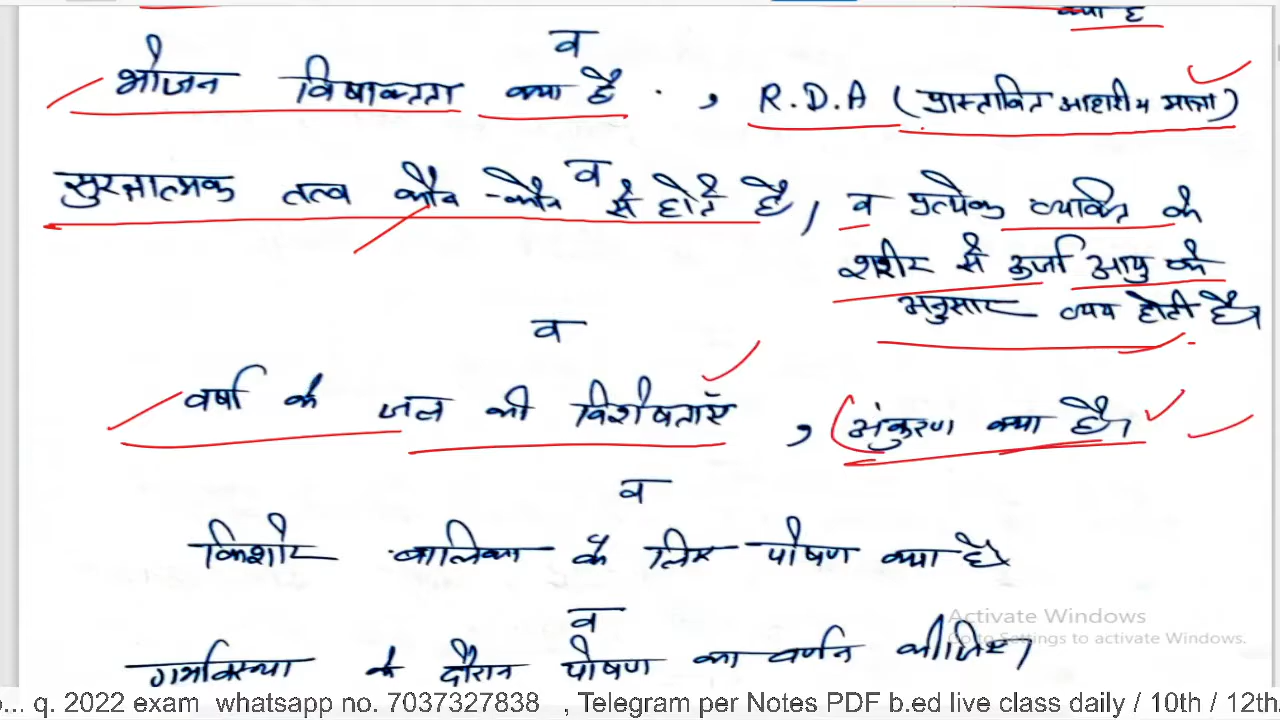 क्या है
व
भोजन विषाक्तता क्या है . , R.D.A (प्रास्तावित आहारीय मात्रा)
व
सुरक्षात्मक तत्व कौन-कौन से होते है, व प्रत्येक व्यक्ति के
शरीर से ऊर्जा आयु के
अनुसार व्यय होती है।
व
वर्षा के जल की विशेषताएँ , (अंकुरण क्या है।
व
किशोर बालिका के लिए पोषण क्या है।
व
गर्भावस्था के दौरान पोषण का वर्णन कीजिए।
Activate Windows
Go to Settings to activate Windows.
o... q. 2022 exam whatsapp no. 7037327838 , Telegram per Notes PDF b.ed live class daily / 10th / 12th